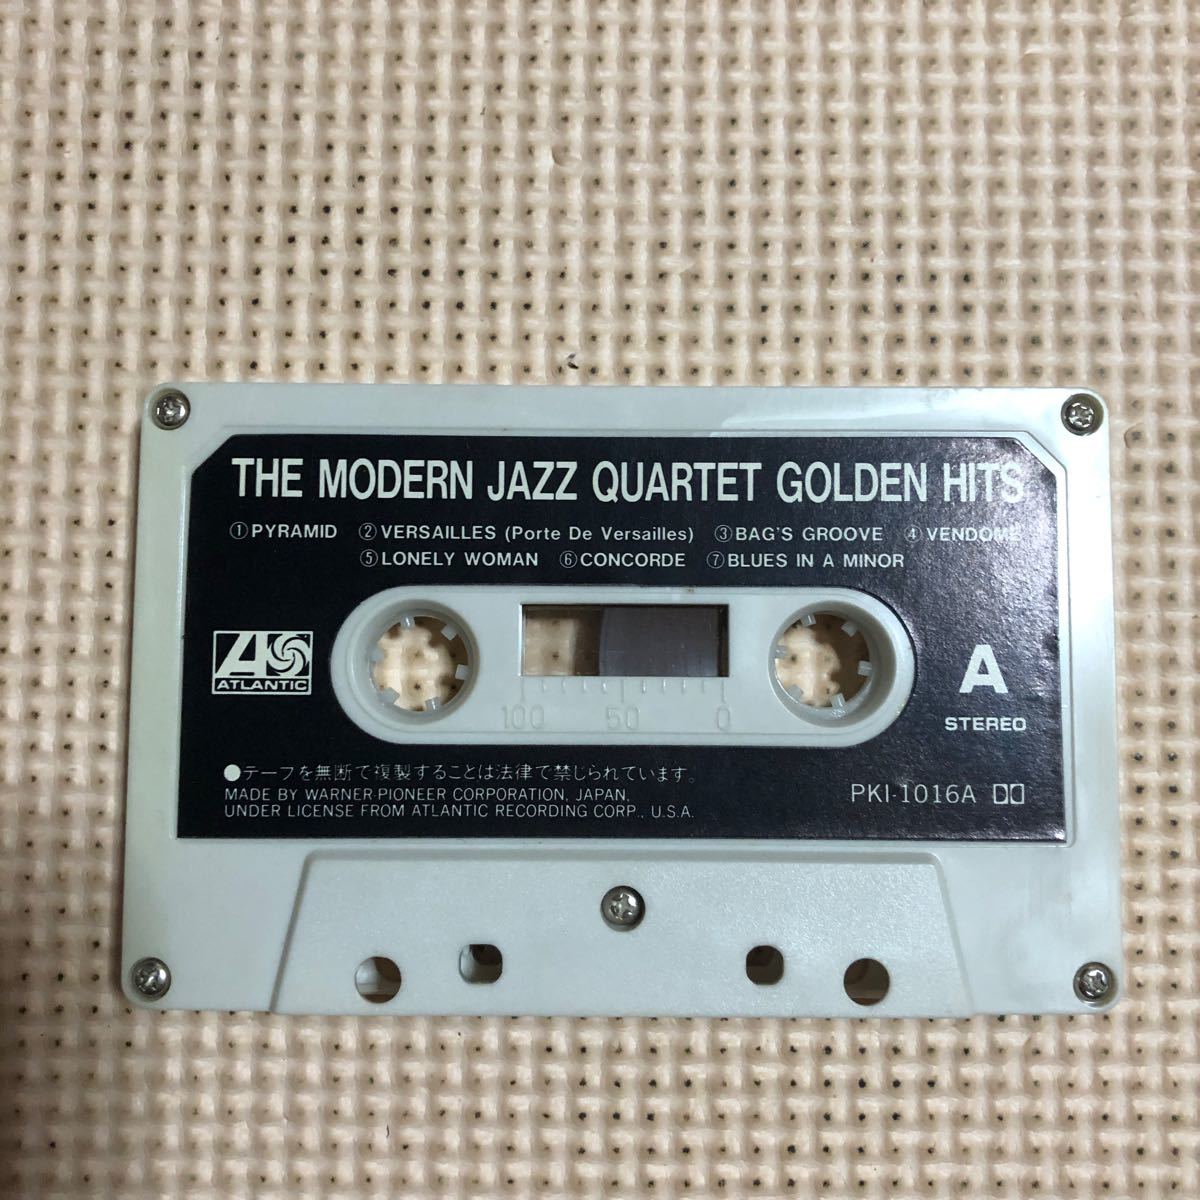 THE MODERN JAZZ QUARTET GOLDEN HITS
①PYRAMID ②VERSAILLES (Porte De Versailles) ③BAG'S GROOVE ④VENDOME
⑤LONELY WOMAN ⑥CONCORDE ⑦BLUES IN A MINOR
ATLANTIC
100 50 0
A
STEREO
●テープを無断で複製することは法律で禁じられています。
MADE BY WARNER-PIONEER CORPORATION, JAPAN,
UNDER LICENSE FROM ATLANTIC RECORDING CORP., U.S.A.
PKI-1016A